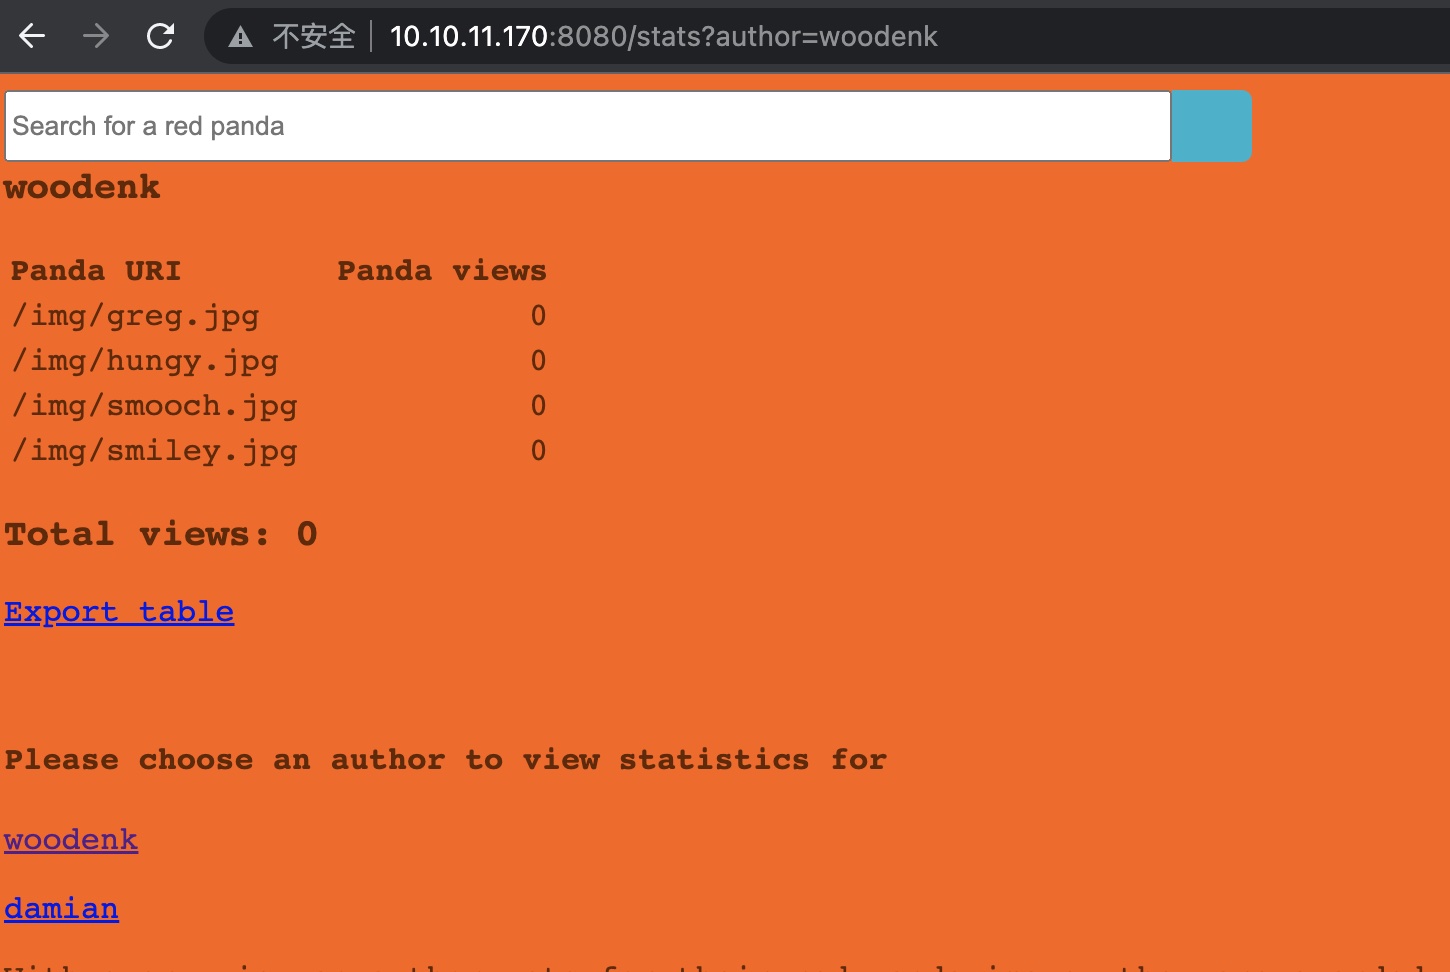 不安全 10.10.11.170:8080/stats?author=woodenk
Search for a red panda
woodenk
Panda URI Panda views
/img/greg.jpg 0
/img/hungy.jpg 0
/img/smooch.jpg 0
/img/smiley.jpg 0
Total views: 0
Export table
Please choose an author to view statistics for
woodenk
damian